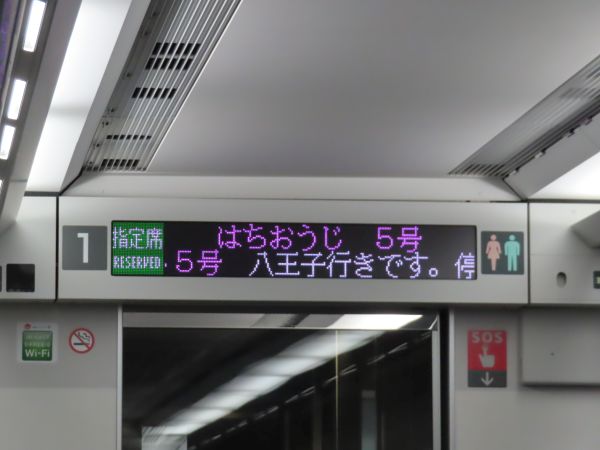 1
指定席
RESERVED
はちおうじ 5号
・5号 八王子行きです。停
Wi-Fi
SOS